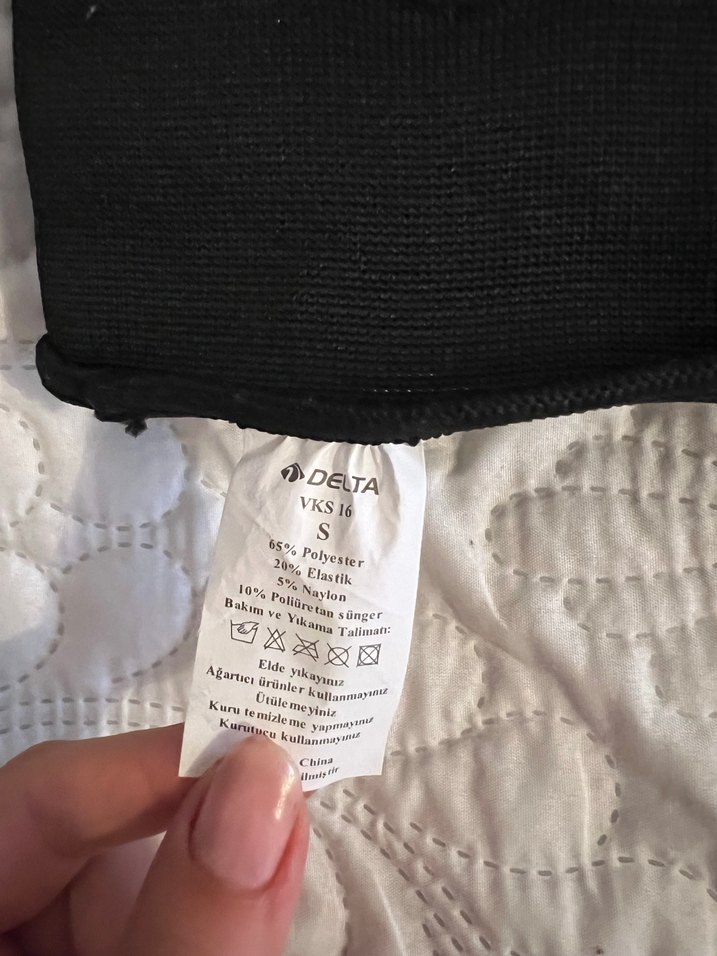 DELTA
VKS 16
S
65% Polyester
20% Elastik
5% Naylon
10% Poliüretan sünger
Bakım ve Yıkama Talimatı:
Elde yıkayınız
Ağartıcı ürünler kullanmayınız
Ütülemeyiniz
Kuru temizleme yapmayınız
Kurutucu kullanmayınız
China